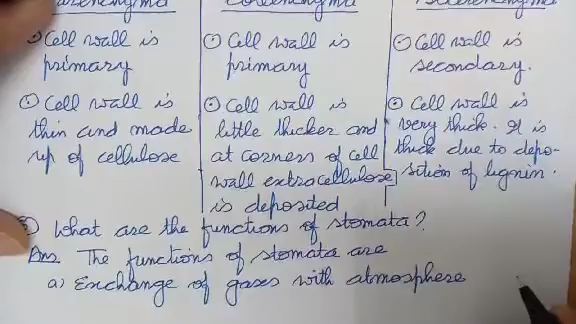 Cell wall is
primary
Cell wall is
thin and made
up of cellulose
Cell wall is
primary
Cell wall is
little thicker and
at corners of cell
wall extracellulose
is deposited
Cell wall is
secondary.
Cell wall is
very thick. It is
thick due to depo-
sition of lignin.
What are the functions of stomata?
Ans. The functions of stomata are
a) Exchange of gases with atmosphere